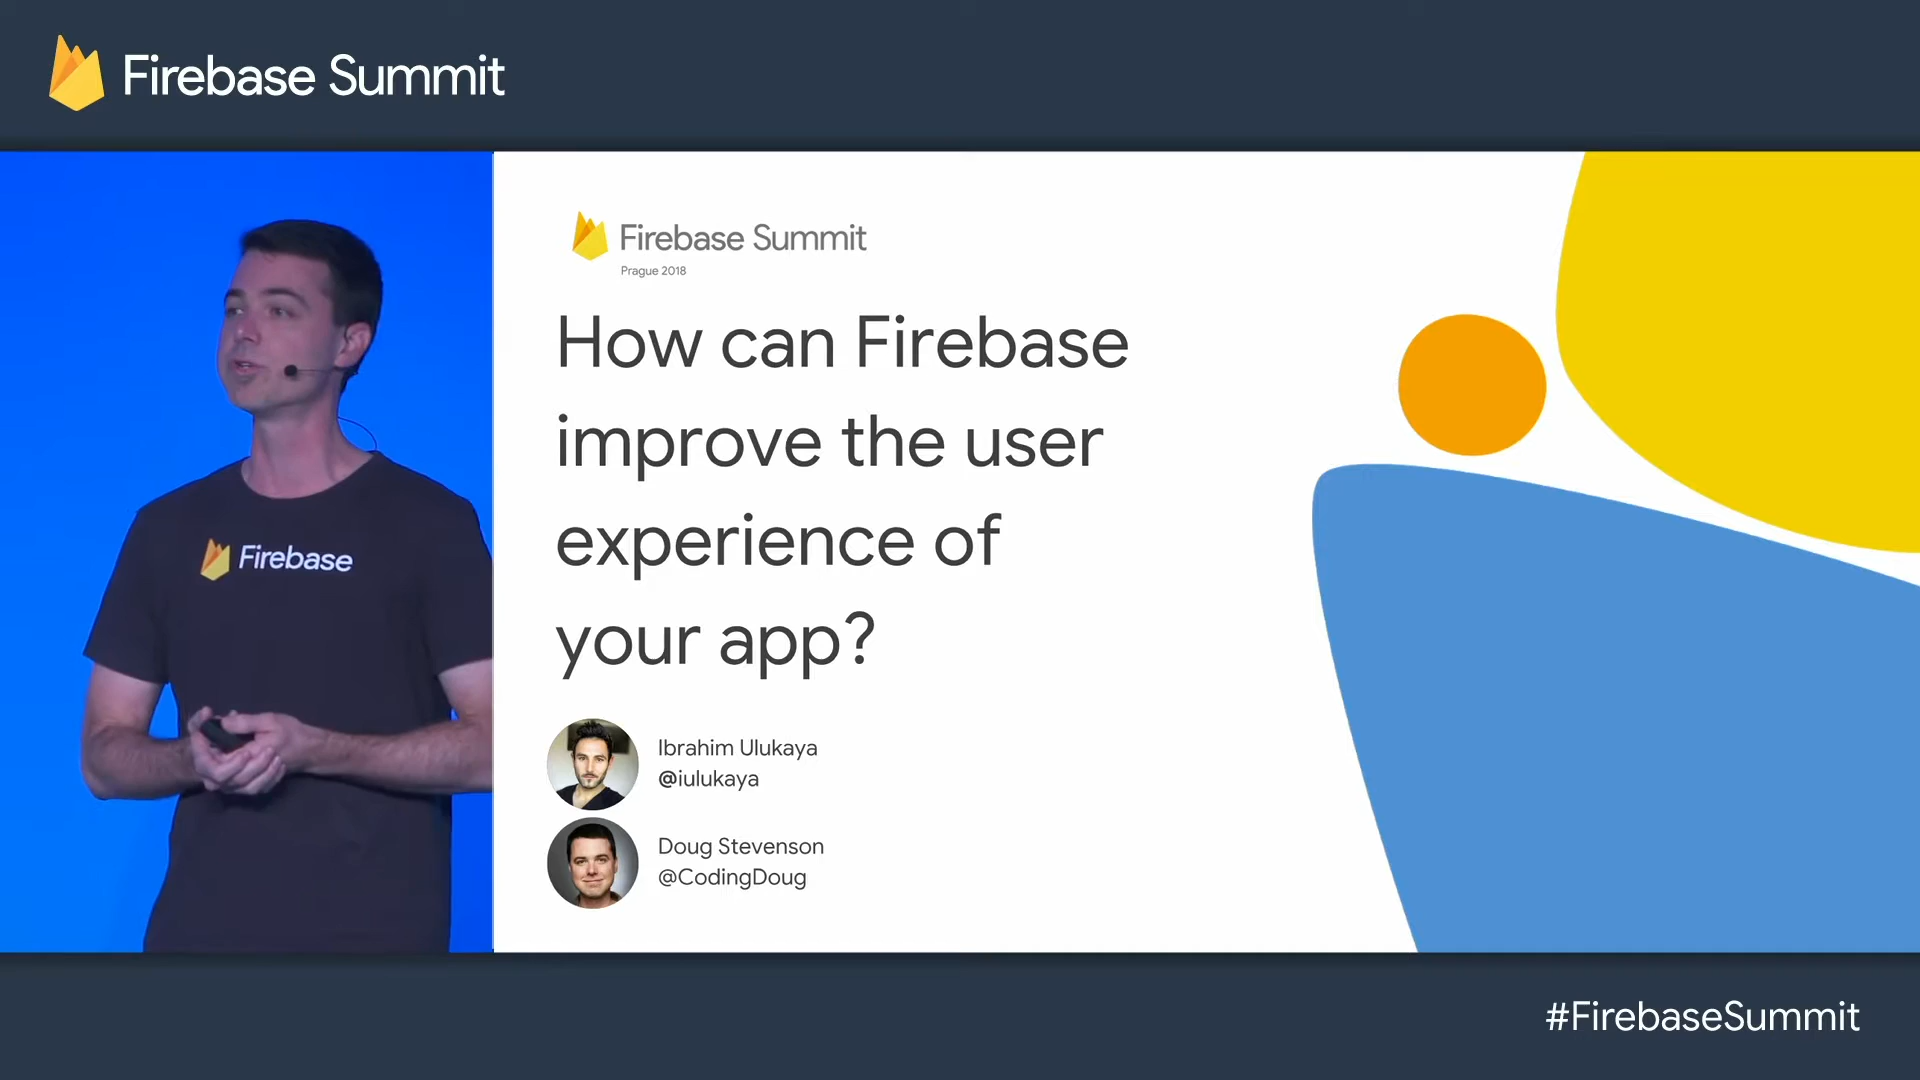 Firebase Summit
Firebase
Firebase Summit
Prague 2018
How can Firebase
improve the user
experience of
your app?
Ibrahim Ulukaya
@iulukaya
Doug Stevenson
@CodingDoug
#FirebaseSummit